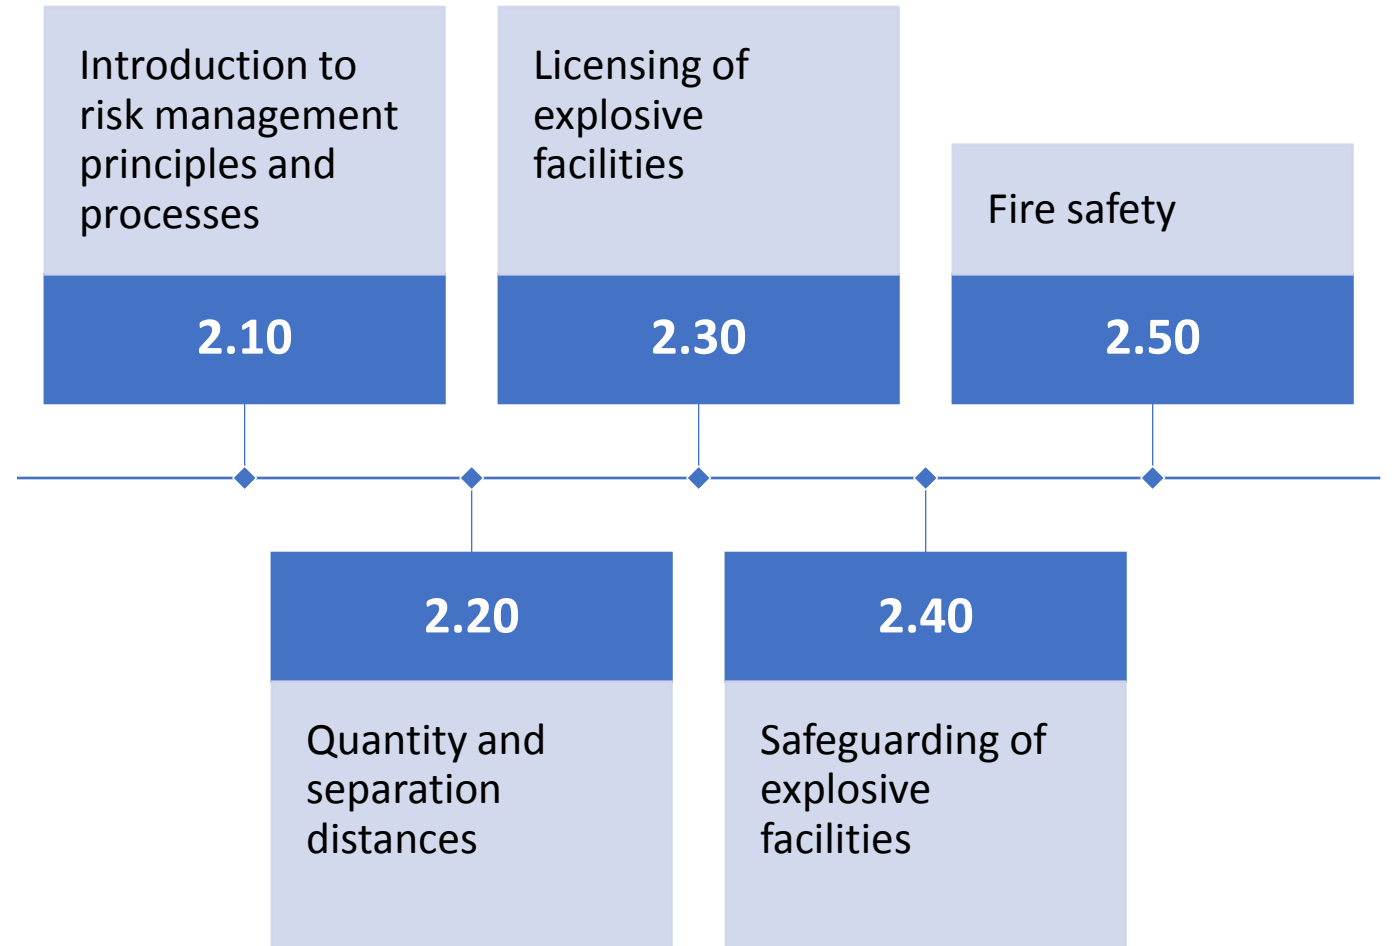 Introduction to
risk management
principles and
processes
2.10
Licensing of
explosive
facilities
2.30
Fire safety
2.50
2.20
Quantity and
separation
distances
2.40
Safeguarding of
explosive
facilities